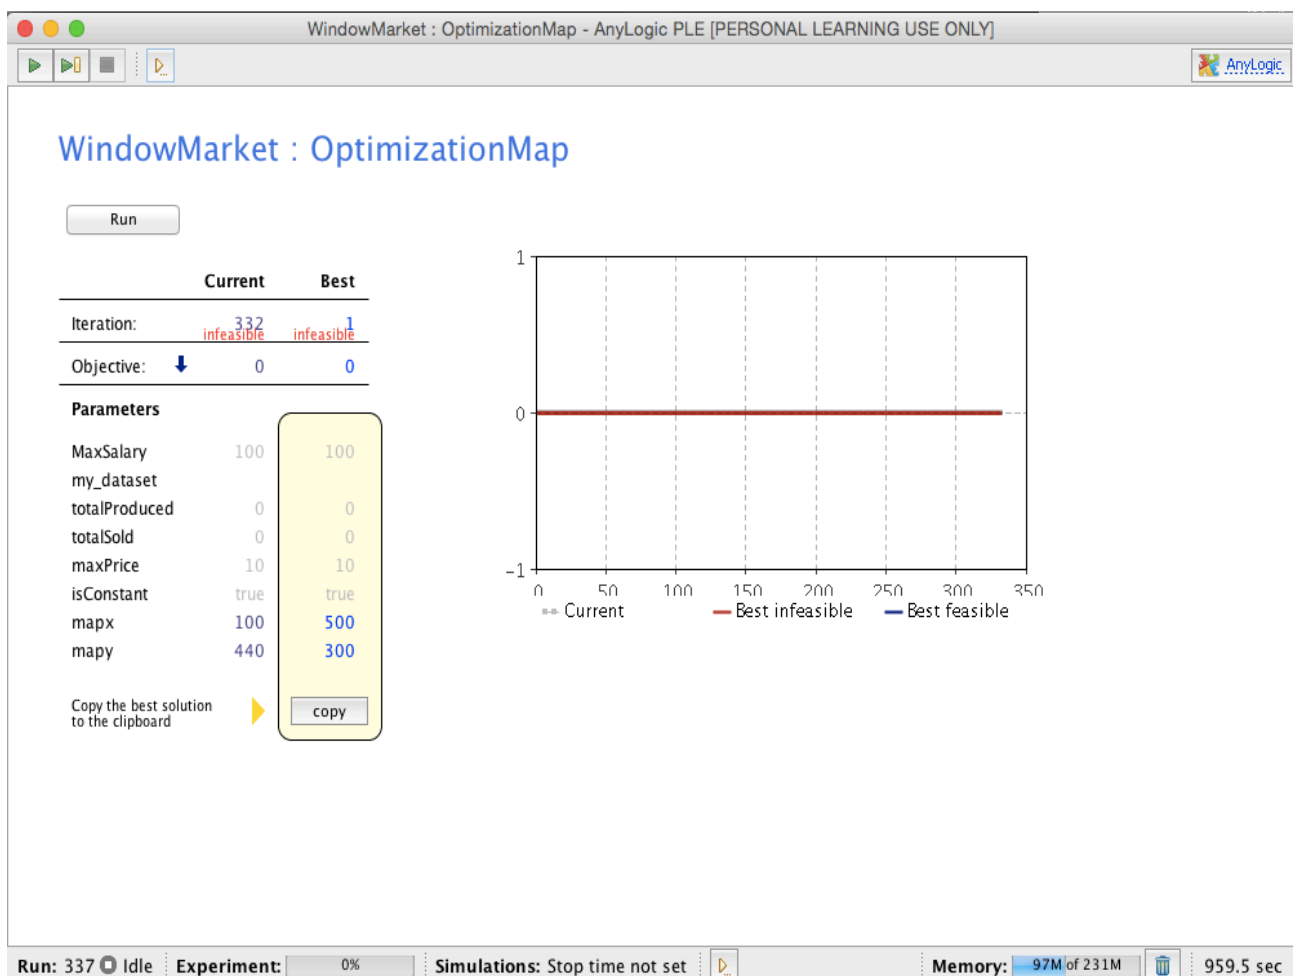 WindowMarket : OptimizationMap - AnyLogic PLE [PERSONAL LEARNING USE ONLY]
AnyLogic
WindowMarket : OptimizationMap
Run
Current Best
Iteration: 332 1
infeasible infeasible
Objective: 0 0
Parameters
MaxSalary 100 100
my_dataset
totalProduced 0 0
totalSold 0 0
maxPrice 10 10
isConstant true true
mapx 100 500
mapy 440 300
Copy the best solution
to the clipboard
copy
1
0
-1
0 50 100 150 200 250 300 350
Current Best infeasible Best feasible
Run: 337 Idle Experiment: 0% Simulations: Stop time not set Memory: 97M of 231M 959.5 sec